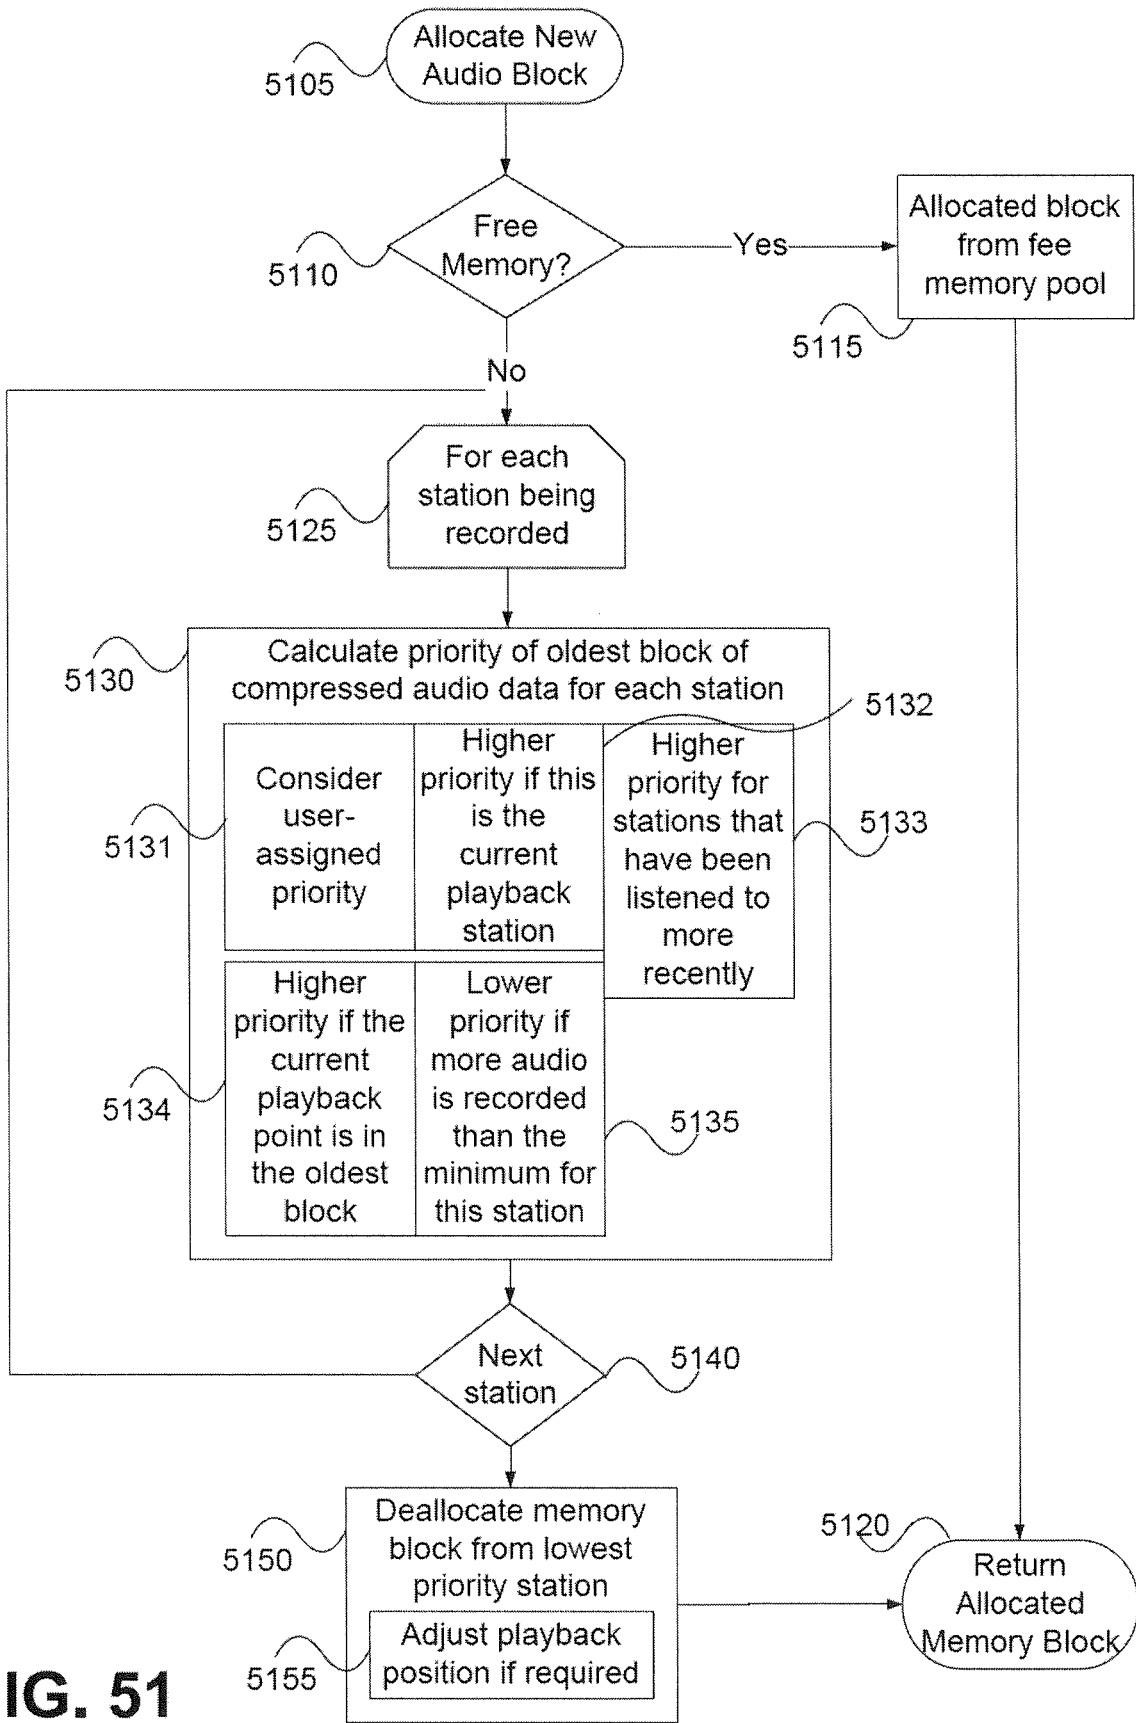 Allocate New
Audio Block
5105
Free
Memory?
5110
Yes
Allocated block
from fee
memory pool
5115
No
For each
station being
recorded
5125
Calculate priority of oldest block of
compressed audio data for each station
5130
5132
Consider
user-
assigned
priority
5131
Higher
priority if this
is the
current
playback
station
Higher
priority for
stations that
have been
listened to
more
recently
5133
Higher
priority if the
current
playback
point is in
the oldest
block
5134
Lower
priority if
more audio
is recorded
than the
minimum for
this station
5135
Next
station
5140
Deallocate memory
block from lowest
priority station
5150
Adjust playback
position if required
5155
5120
Return
Allocated
Memory Block
IG. 51